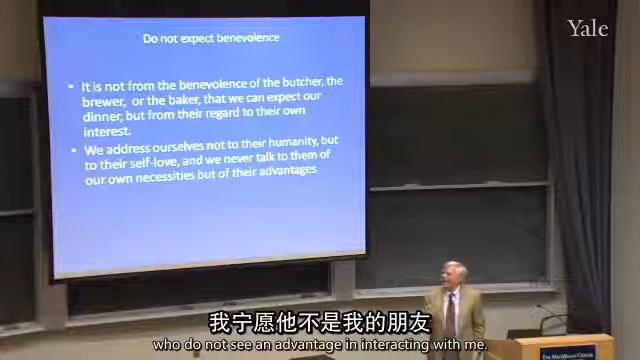 Yale
Do not expect benevolence
• It is not from the benevolence of the butcher, the
brewer, or the baker, that we can expect our
dinner, but from their regard to their own
interest.
• We address ourselves not to their humanity, but
to their self-love, and we never talk to them of
our own necessities but of their advantages
我宁愿他不是我的朋友
who do not see an advantage in interacting with me.
THE MACMILLAN CENTER